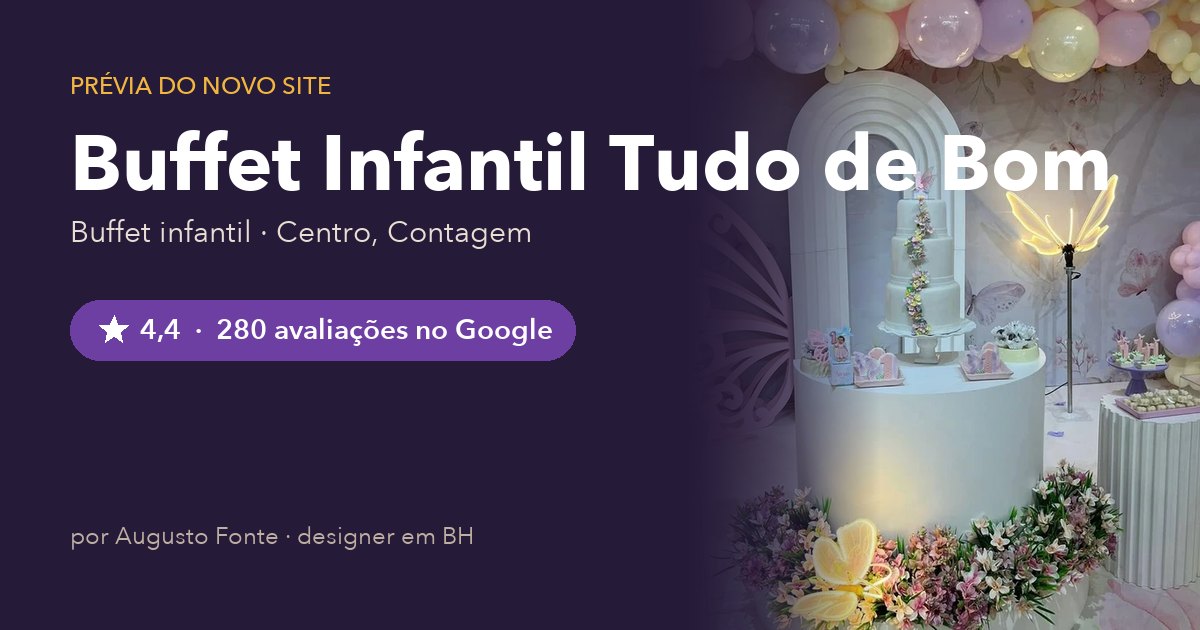 PRÉVIA DO NOVO SITE
Buffet Infantil Tudo de Bom
Buffet infantil · Centro, Contagem
★ 4,4 · 280 avaliações no Google
por Augusto Fonte · designer em BH